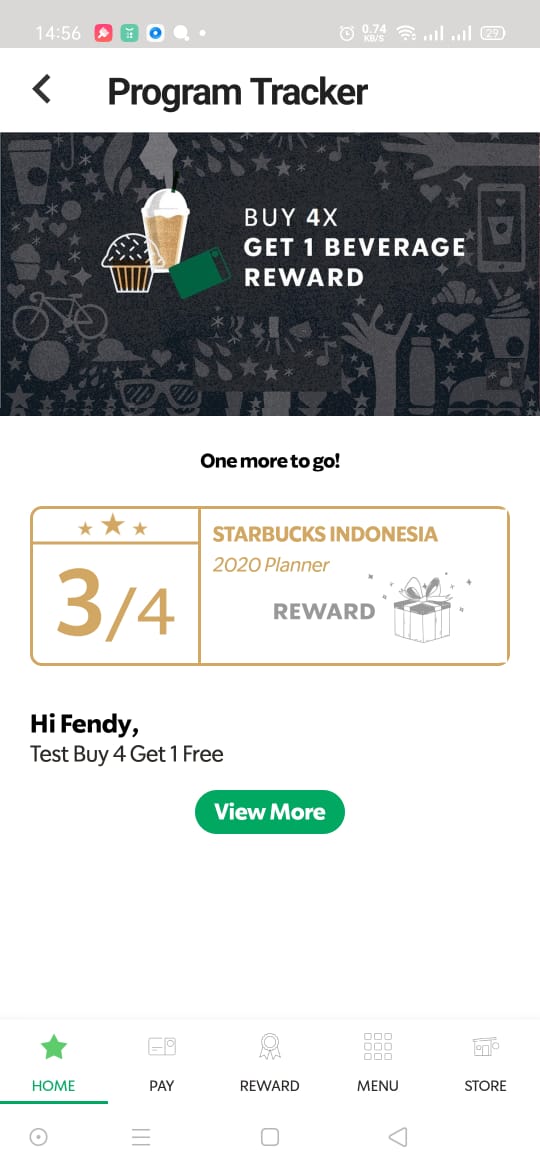 14:56
0.74
KB/S
29
Program Tracker
BUY 4X
GET 1 BEVERAGE
REWARD
One more to go!
STARBUCKS INDONESIA
2020 Planner
3/4
REWARD
Hi Fendy,
Test Buy 4 Get 1 Free
View More
HOME
PAY
REWARD
MENU
STORE